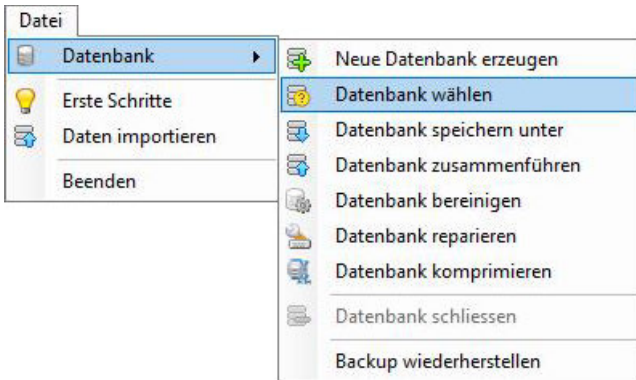 Datei
Datenbank
Erste Schritte
Daten importieren
Beenden
Neue Datenbank erzeugen
Datenbank wählen
Datenbank speichern unter
Datenbank zusammenführen
Datenbank bereinigen
Datenbank reparieren
Datenbank komprimieren
Datenbank schliessen
Backup wiederherstellen